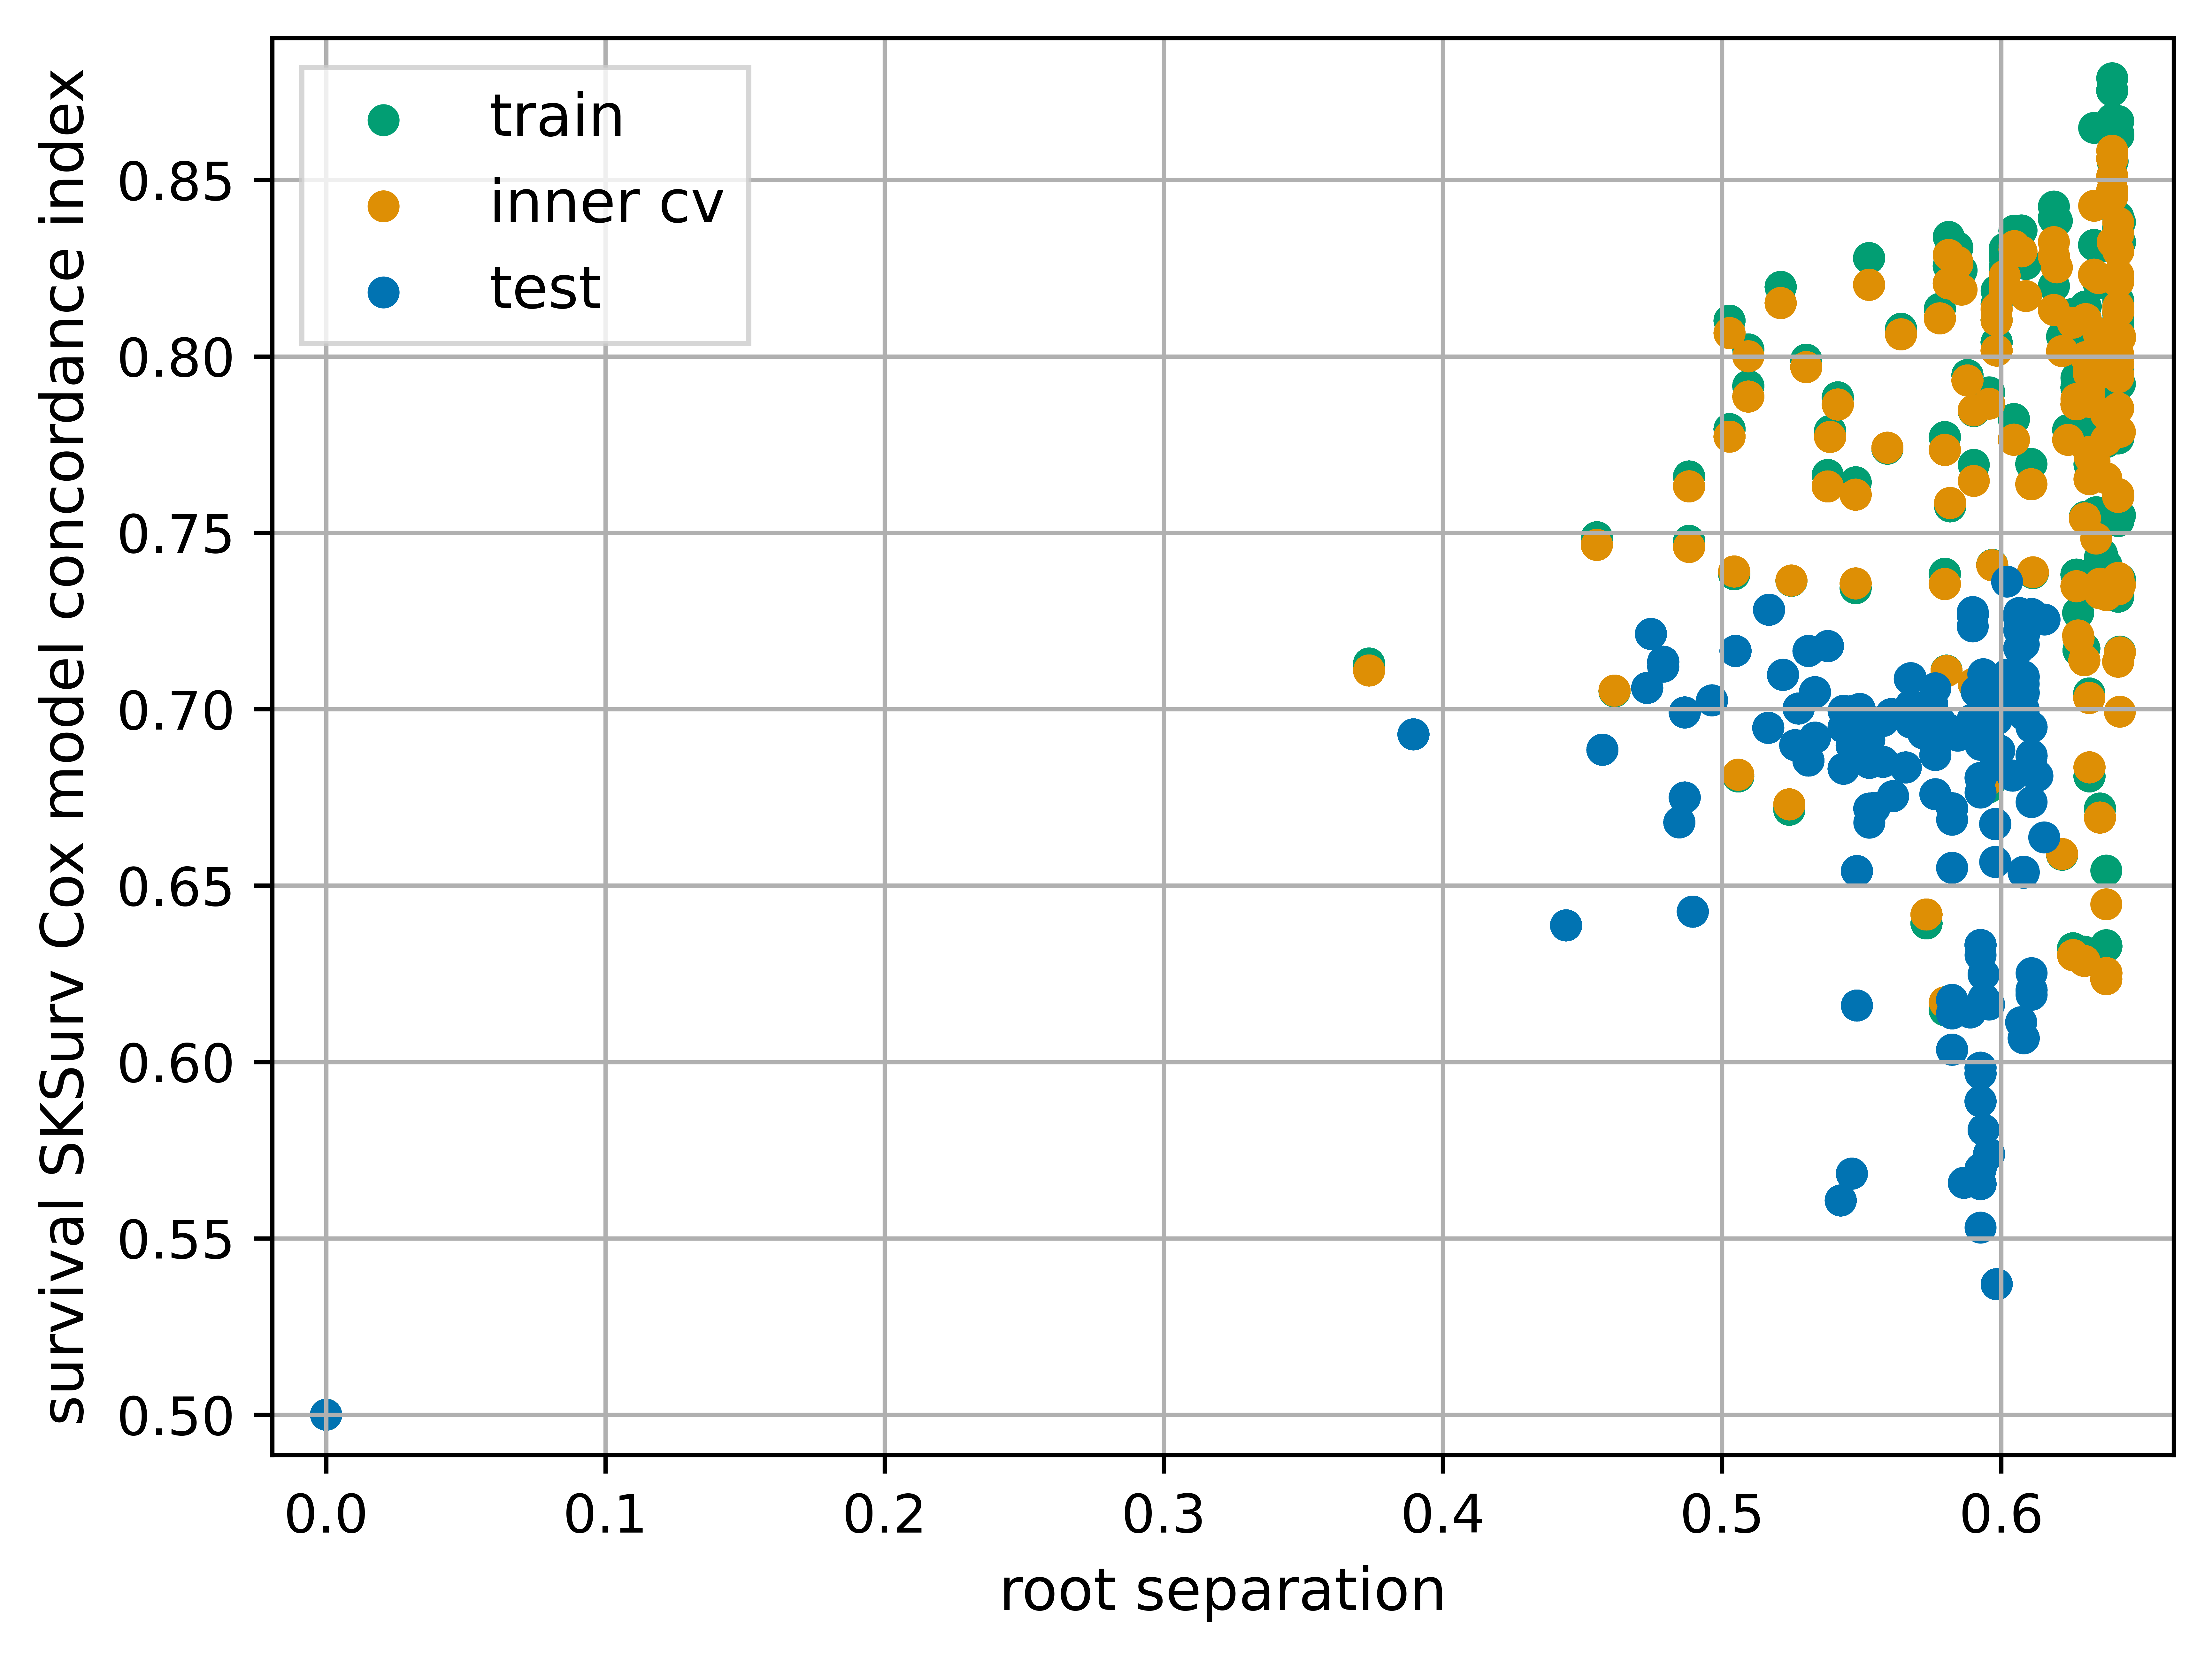 train
inner cv
test
survival SKSurv Cox model concordance index
0.85
0.80
0.75
0.70
0.65
0.60
0.55
0.50
0.0 0.1 0.2 0.3 0.4 0.5 0.6
root separation